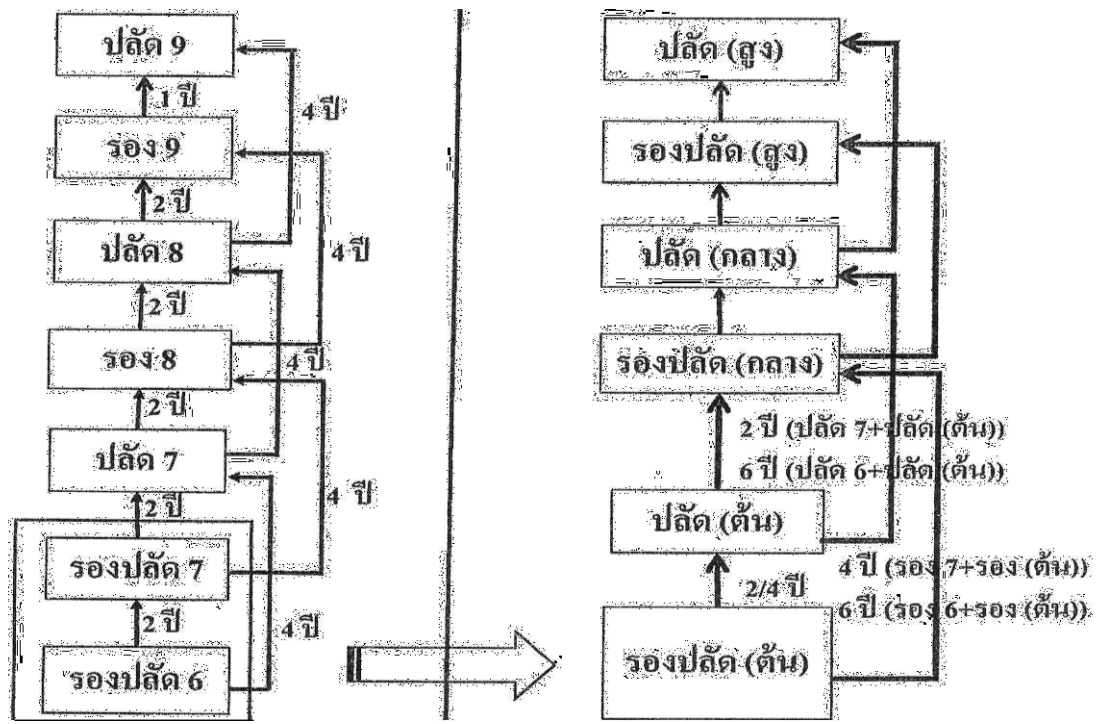 ปลัด 9
1 ปี
4 ปี
รอง 9
2 ปี
ปลัด 8
4 ปี
2 ปี
รอง 8
4 ปี
2 ปี
ปลัด 7
4 ปี
2 ปี
รองปลัด 7
2 ปี
4 ปี
รองปลัด 6
ปลัด (สูง)
รองปลัด (สูง)
ปลัด (กลาง)
รองปลัด (กลาง)
2 ปี (ปลัด 7+ปลัด (ต้น))
6 ปี (ปลัด 6+ปลัด (ต้น))
ปลัด (ต้น)
4 ปี (รอง 7+รอง (ต้น))
2/4 ปี
6 ปี (รอง 6+รอง (ต้น))
รองปลัด (ต้น)